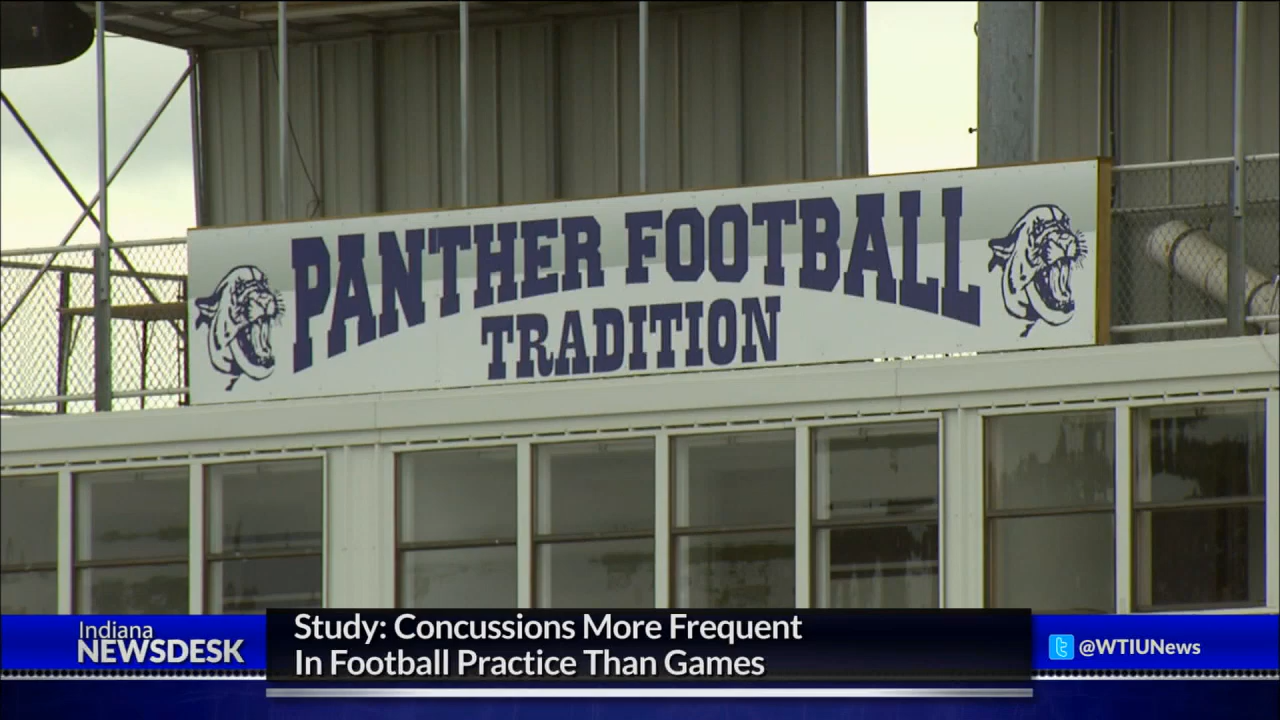 PANTHER FOOTBALL
TRADITION
Indiana
NEWSDESK
Study: Concussions More Frequent
In Football Practice Than Games
@WTIUNews